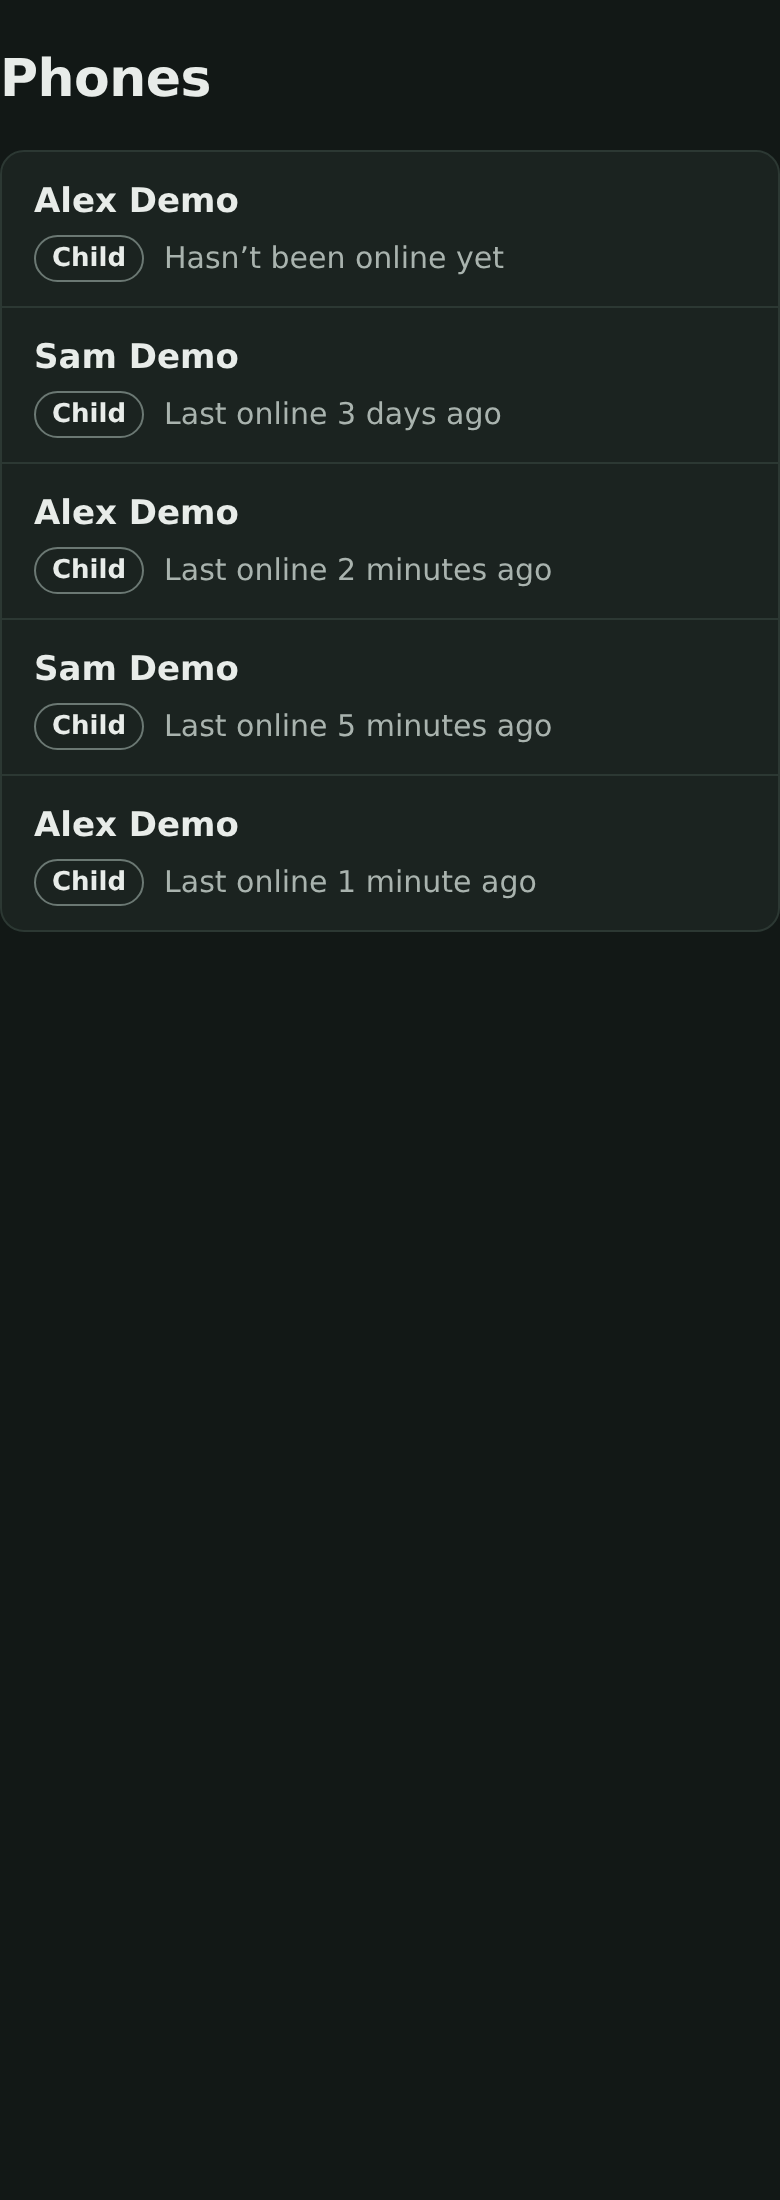 Phones
Alex Demo
Child Hasn’t been online yet
Sam Demo
Child Last online 3 days ago
Alex Demo
Child Last online 2 minutes ago
Sam Demo
Child Last online 5 minutes ago
Alex Demo
Child Last online 1 minute ago